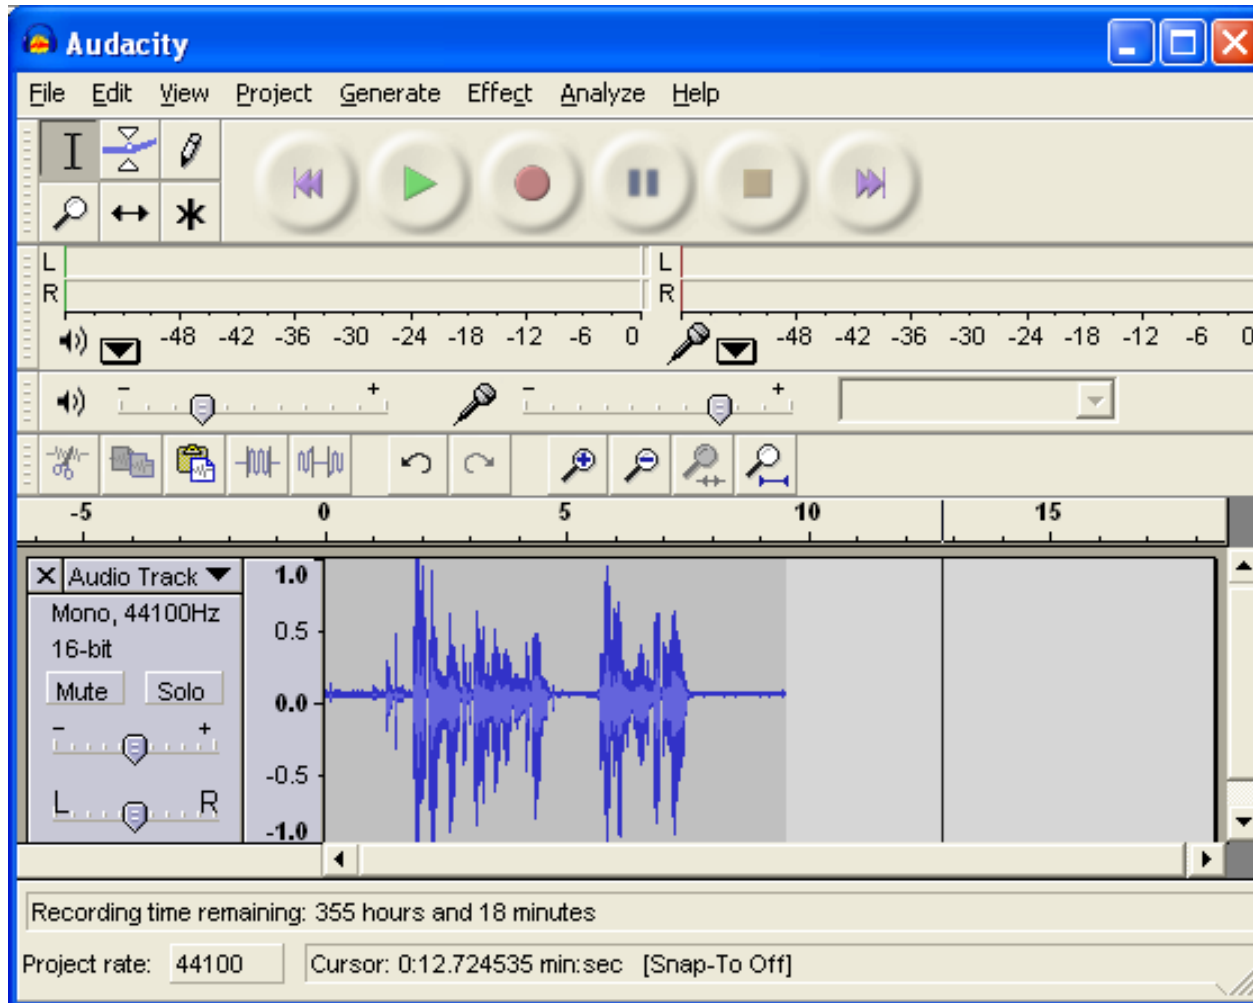 Audacity
File Edit View Project Generate Effect Analyze Help
L L
R R
-48 -42 -36 -30 -24 -18 -12 -6 0 -48 -42 -36 -30 -24 -18 -12 -6 0
- + - +
-5 0 5 10 15
X Audio Track 1.0
Mono, 44100Hz
0.5
16-bit
Mute Solo
0.0
- +
-0.5
L R
-1.0
Recording time remaining: 355 hours and 18 minutes
Project rate: 44100 Cursor: 0:12.724535 min:sec [Snap-To Off]